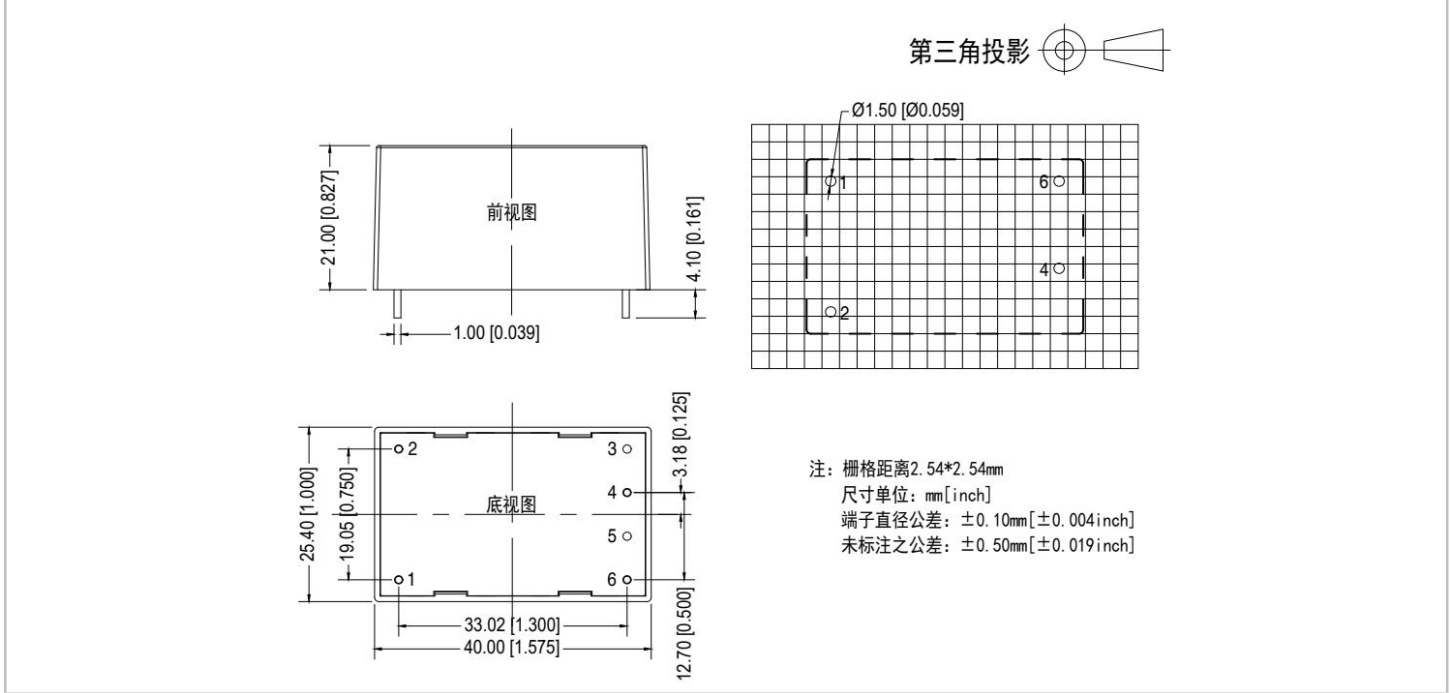 第三角投影
Ø1.50 [Ø0.059]
1
6
4
2
21.00 [0.827]
前视图
4.10 [0.161]
1.00 [0.039]
25.40 [1.000]
19.05 [0.750]
2
3
4
底视图
5
1
6
3.18 [0.125]
12.70 [0.500]
33.02 [1.300]
40.00 [1.575]
注：栅格距离2.54*2.54mm
尺寸单位：mm[inch]
端子直径公差：±0.10mm[±0.004inch]
未标注之公差：±0.50mm[±0.019inch]